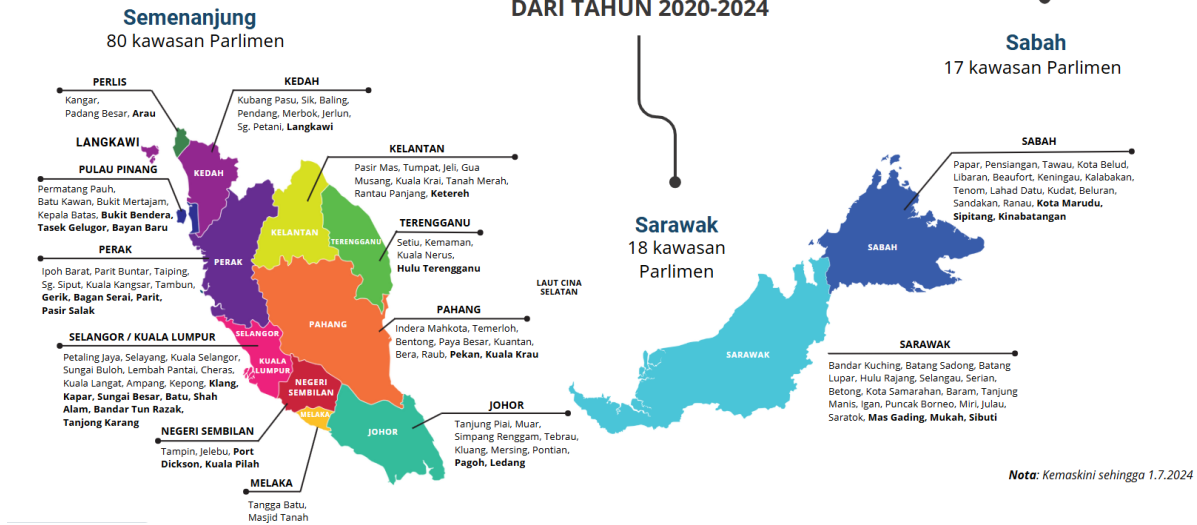 DARI TAHUN 2020-2024
Semenanjung
80 kawasan Parlimen
Sabah
17 kawasan Parlimen
PERLIS
Kangar,
Padang Besar, Arau
KEDAH
Kubang Pasu, Sik, Baling,
Pendang, Merbok, Jerlun,
Sg. Petani, Langkawi
LANGKAWI
PULAU PINANG
Permatang Pauh,
Batu Kawan, Bukit Mertajam,
Kepala Batas, Bukit Bendera,
Tasek Gelugor, Bayan Baru
KELANTAN
Pasir Mas, Tumpat, Jeli, Gua
Musang, Kuala Krai, Tanah Merah,
Rantau Panjang, Ketereh
TERENGGANU
Setiu, Kemaman,
Kuala Nerus,
Hulu Terengganu
PERAK
Ipoh Barat, Parit Buntar, Taiping,
Sg. Siput, Kuala Kangsar, Tambun,
Gerik, Bagan Serai, Parit,
Pasir Salak
PAHANG
Indera Mahkota, Temerloh,
Bentong, Paya Besar, Kuantan,
Bera, Raub, Pekan, Kuala Krau
SELANGOR / KUALA LUMPUR
Petaling Jaya, Selayang, Kuala Selangor,
Sungai Buloh, Lembah Pantai, Cheras,
Kuala Langat, Ampang, Kepong, Klang,
Kapar, Sungai Besar, Batu, Shah
Alam, Bandar Tun Razak,
Tanjong Karang
NEGERI SEMBILAN
Tampin, Jelebu, Port
Dickson, Kuala Pilah
MELAKA
Tangga Batu,
Masjid Tanah
JOHOR
Tanjung Piai, Muar,
Simpang Renggam, Tebrau,
Kluang, Mersing, Pontian,
Pagoh, Ledang
KEDAH
KELANTAN
TERENGGANU
PERAK
PAHANG
SELANGOR
KUALA
LUMPUR
NEGERI
SEMBILAN
MELAKA
JOHOR
LAUT CINA
SELATAN
Sarawak
18 kawasan
Parlimen
SABAH
Papar, Pensiangan, Tawau, Kota Belud,
Libaran, Beaufort, Keningau, Kalabakan,
Tenom, Lahad Datu, Kudat, Beluran,
Sandakan, Ranau, Kota Marudu,
Sipitang, Kinabatangan
SABAH
SARAWAK
SARAWAK
Bandar Kuching, Batang Sadong, Batang
Lupar, Hulu Rajang, Selangau, Serian,
Betong, Kota Samarahan, Baram, Tanjung
Manis, Igan, Puncak Borneo, Miri, Julau,
Saratok, Mas Gading, Mukah, Sibuti
Nota: Kemaskini sehingga 1.7.2024